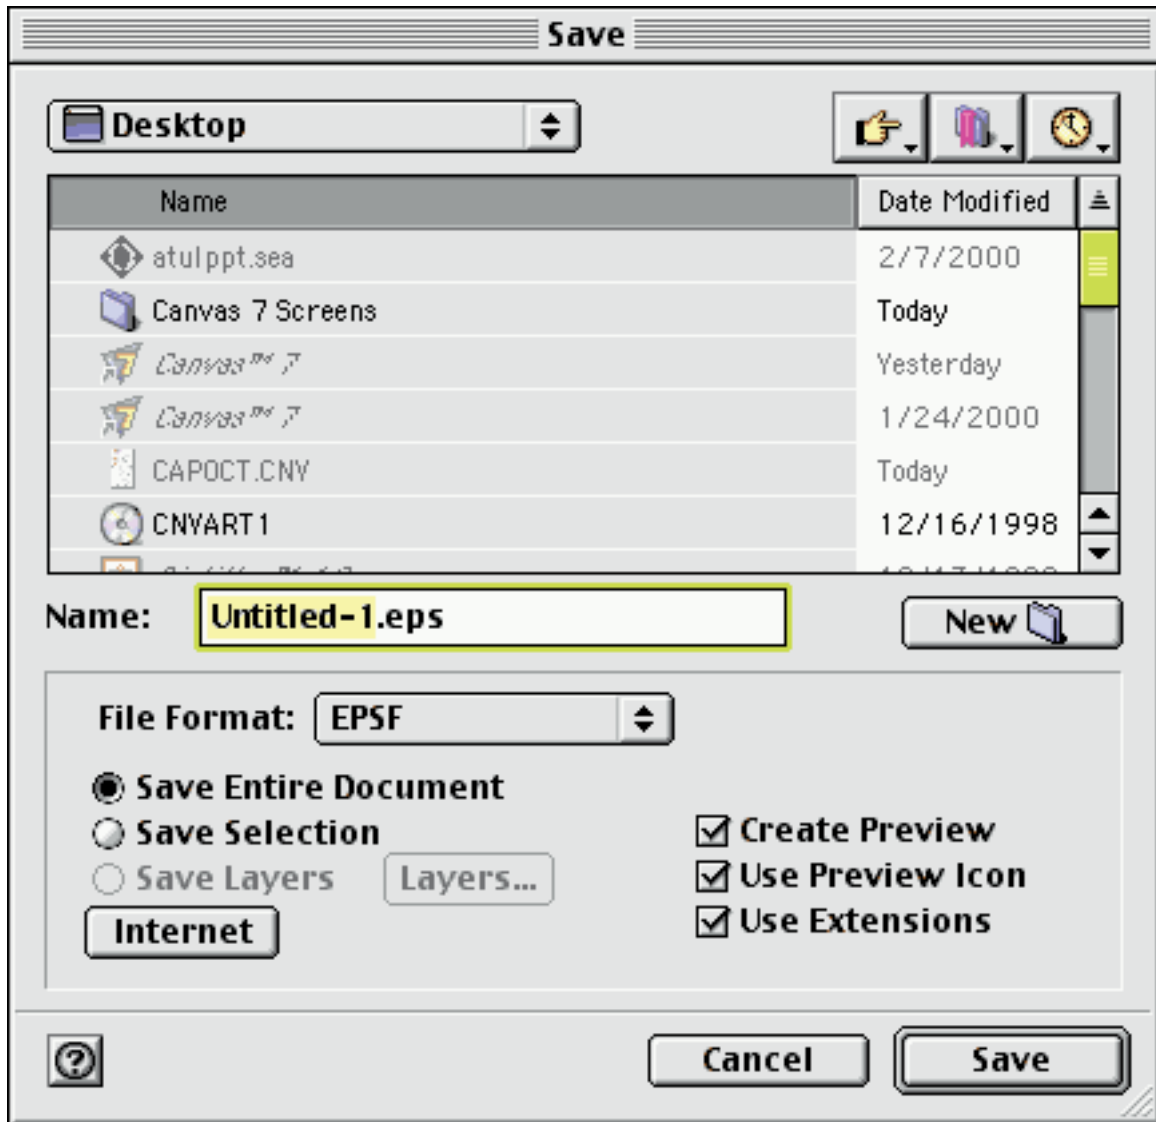 Save
Desktop
Name Date Modified
atulppt.sea 2/7/2000
Canvas 7 Screens Today
Canvas™ 7 Yesterday
Canvas™ 7 1/24/2000
CAPOCT.CNV Today
CNVART1 12/16/1998
Name: Untitled-1.eps New
File Format: EPSF
Save Entire Document
Save Selection Create Preview
Save Layers Layers... Use Preview Icon
Internet Use Extensions
Cancel Save